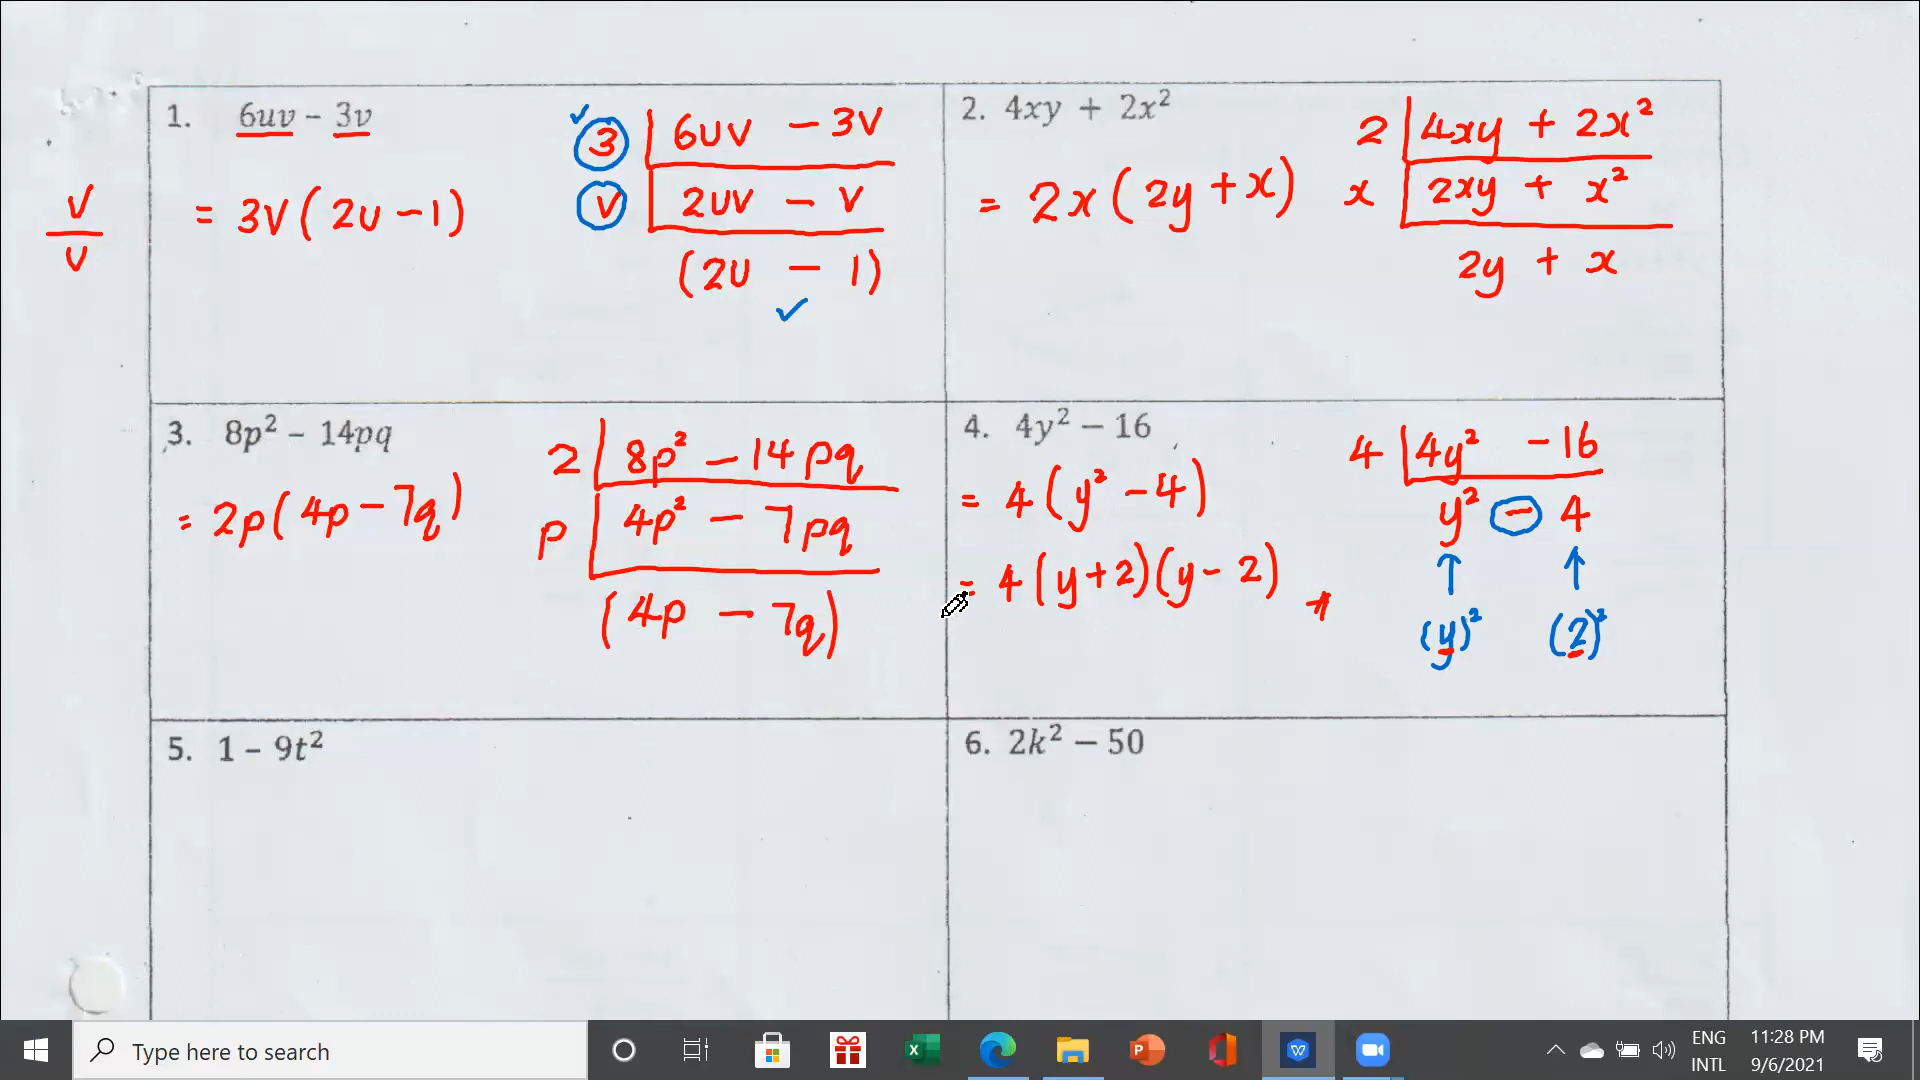 1. 6uv − 3v
= 3v(2u − 1)
v
v
3 6uv − 3v
v 2uv − v
(2u − 1)
2. 4xy + 2x²
= 2x(2y + x)
2 4xy + 2x²
x 2xy + x²
2y + x
3. 8p² − 14pq
= 2p(4p − 7q)
2 8p² − 14pq
p 4p² − 7pq
(4p − 7q)
4. 4y² − 16
= 4(y² − 4)
= 4(y+2)(y−2)
4 4y² − 16
y² − 4
(y)² (2)²
5. 1 − 9t²
6. 2k² − 50
Type here to search
ENG
INTL
11:28 PM
9/6/2021